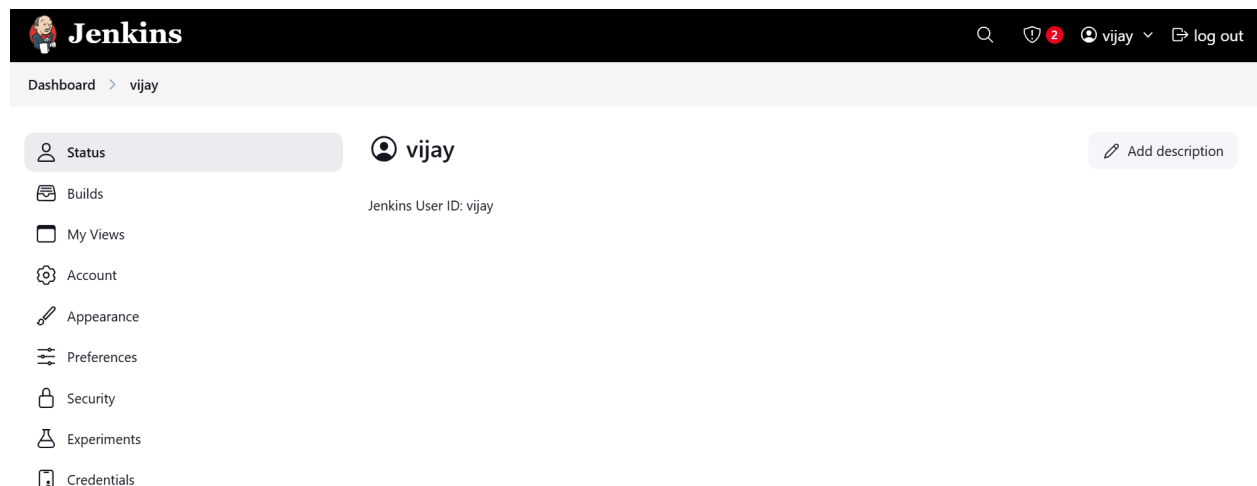 Jenkins
2
vijay
log out
Dashboard > vijay
Status
Builds
My Views
Account
Appearance
Preferences
Security
Experiments
Credentials
vijay
Add description
Jenkins User ID: vijay